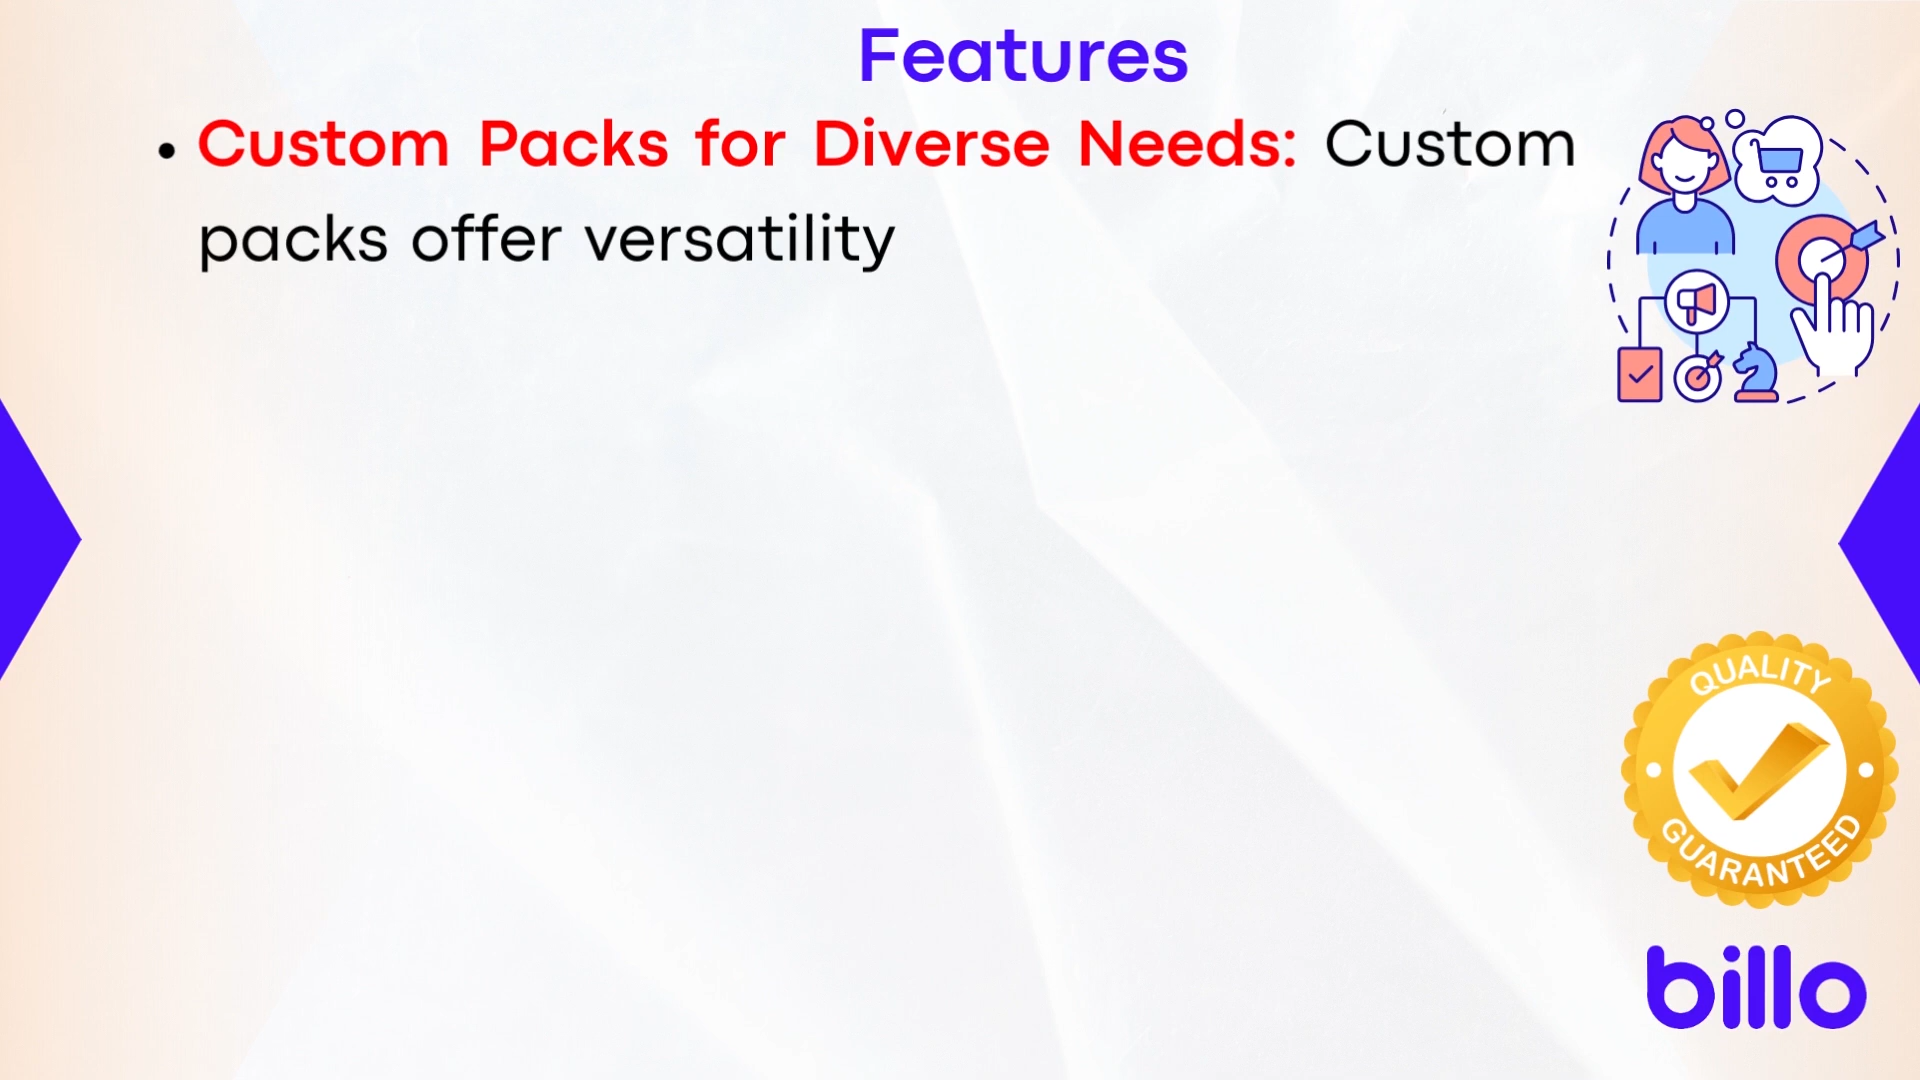 Features
• Custom Packs for Diverse Needs: Custom
packs offer versatility
QUALITY
GUARANTEED
billo